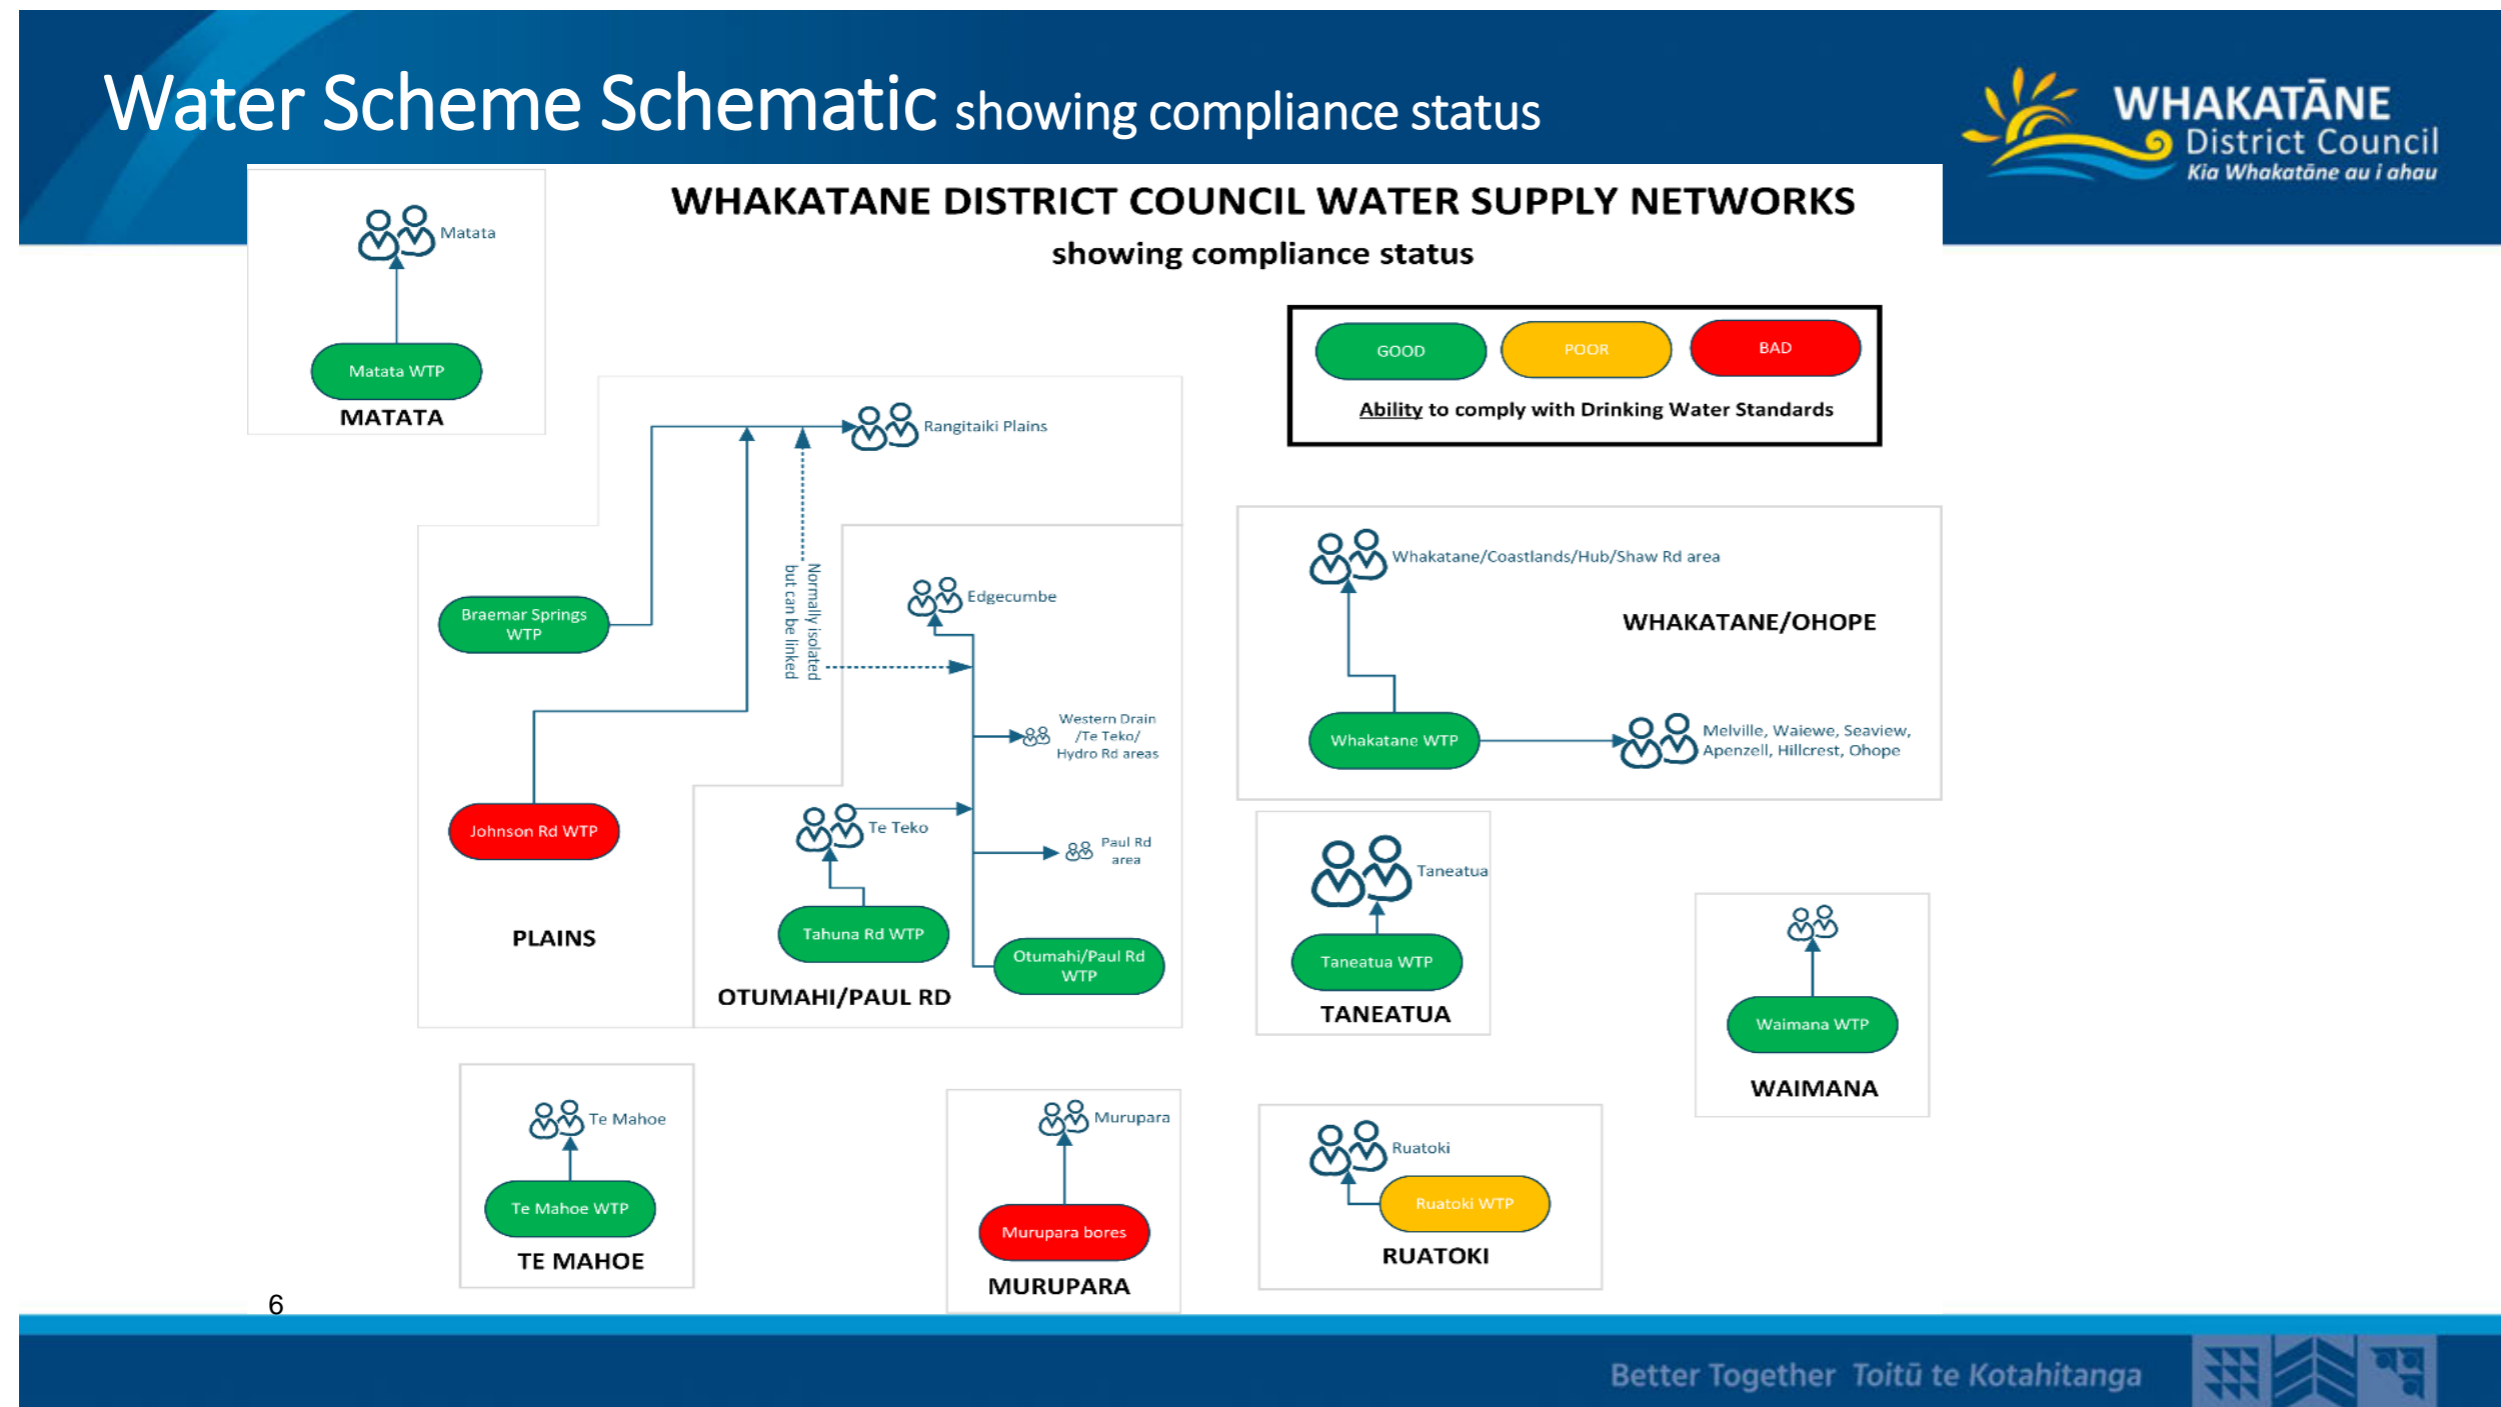 Water Scheme Schematic showing compliance status
WHAKATĀNE
District Council
Kia Whakatāne au i ahau
WHAKATANE DISTRICT COUNCIL WATER SUPPLY NETWORKS
showing compliance status
Matata
Matata WTP
MATATA
GOOD
POOR
BAD
Ability to comply with Drinking Water Standards
Rangitaiki Plains
Normally isolated
but can be linked
Braemar Springs
WTP
Johnson Rd WTP
PLAINS
Edgecumbe
Western Drain
/Te Teko/
Hydro Rd areas
Te Teko
Paul Rd
area
Tahuna Rd WTP
Otumahi/Paul Rd
WTP
OTUMAHI/PAUL RD
Whakatane/Coastlands/Hub/Shaw Rd area
WHAKATANE/OHOPE
Whakatane WTP
Melville, Waiewe, Seaview,
Apenzell, Hillcrest, Ohope
Taneatua
Taneatua WTP
TANEATUA
Waimana WTP
WAIMANA
Te Mahoe
Te Mahoe WTP
TE MAHOE
Murupara
Murupara bores
MURUPARA
Ruatoki
Ruatoki WTP
RUATOKI
6
Better Together Toitū te Kotahitanga